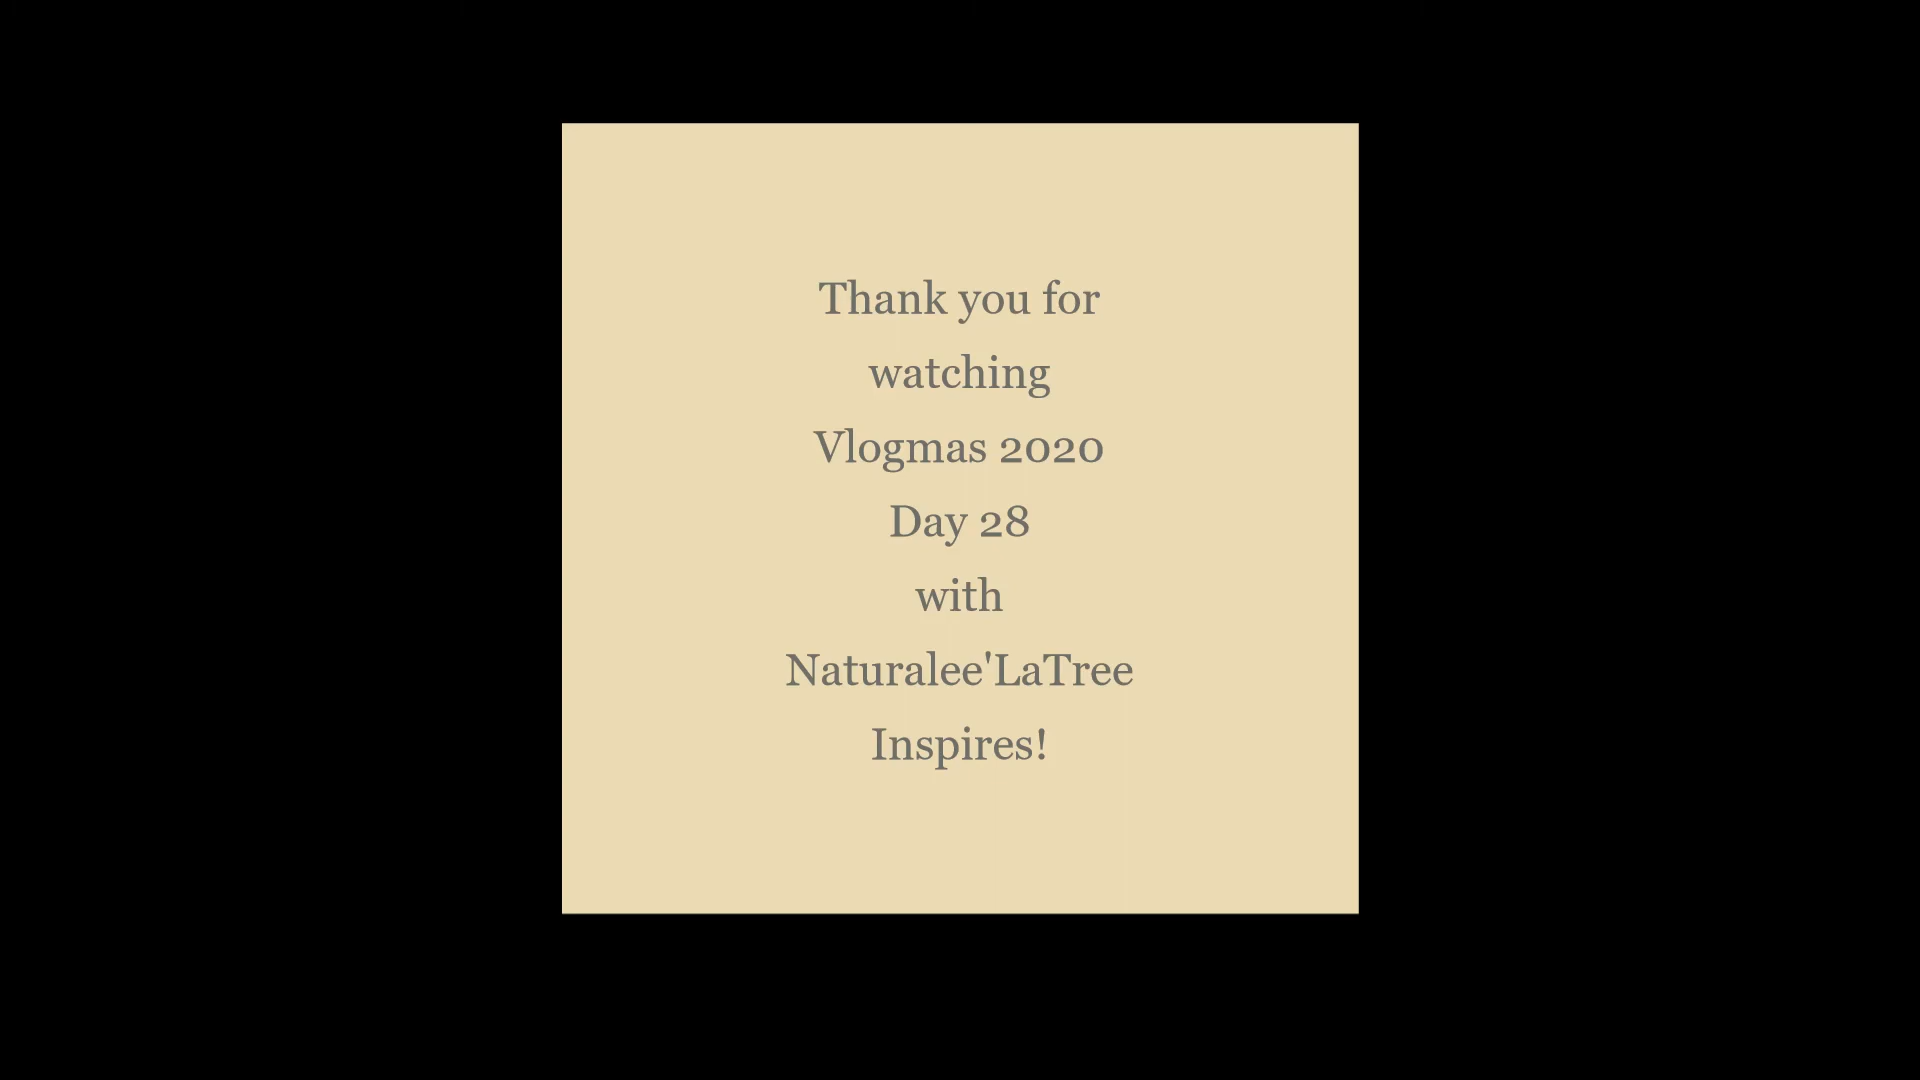 Thank you for
watching
Vlogmas 2020
Day 28
with
Naturalee'LaTree
Inspires!